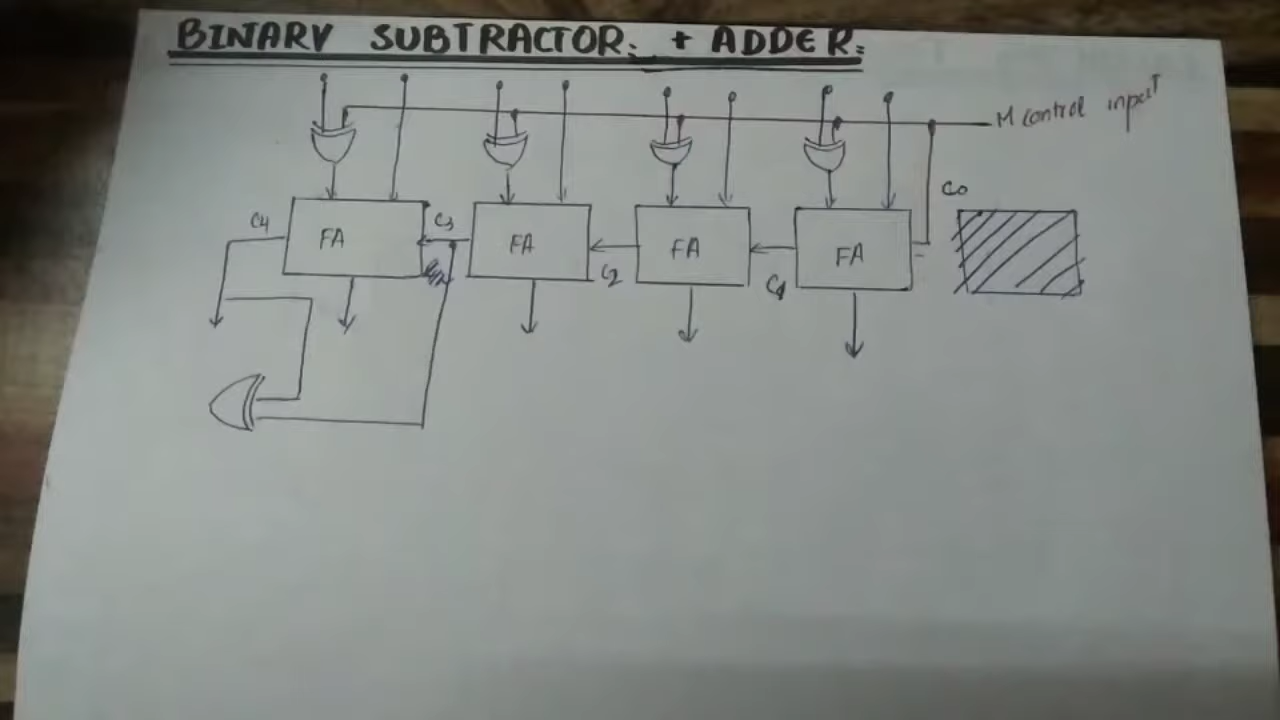 BINARY SUBTRACTOR: + ADDER:
M control input
C0
C4
C3
FA
FA
FA
FA
C2
C1